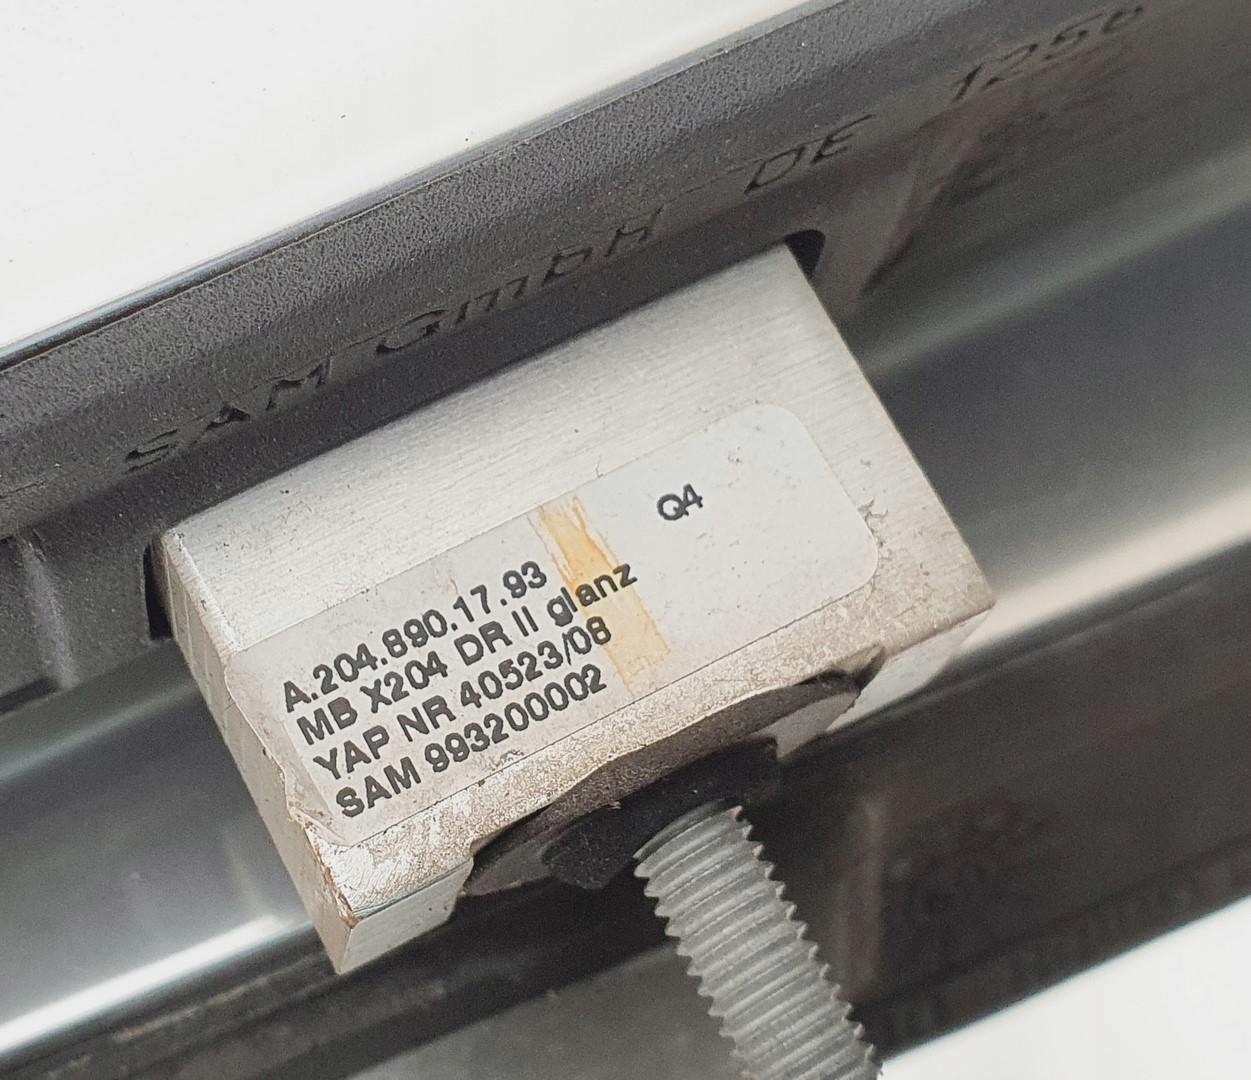 SAM GmbH DE 1256
Q4
A.204.890.17.93
MB X204 DR II glanz
YAP NR 40523/08
SAM 993200002